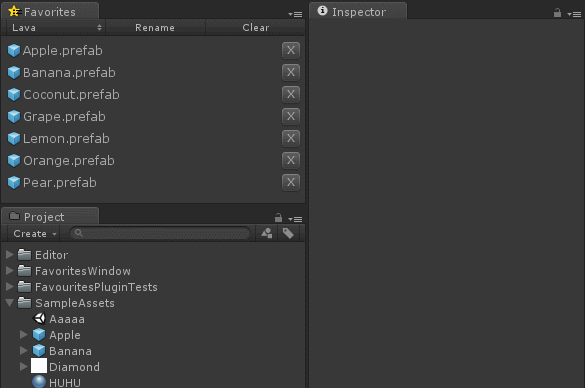 Favorites
Lava Rename Clear
Apple.prefab X
Banana.prefab X
Coconut.prefab X
Grape.prefab X
Lemon.prefab X
Orange.prefab X
Pear.prefab X
Project
Create
Editor
FavoritesWindow
FavouritesPluginTests
SampleAssets
Aaaaa
Apple
Banana
Diamond
HUHU
Inspector